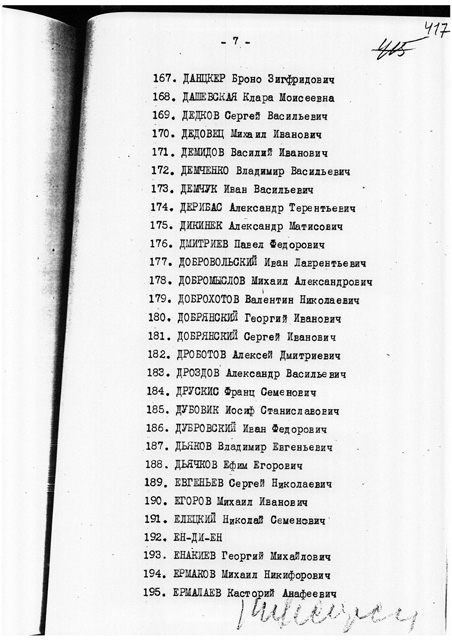 417
415
- 7 -
167. ДАНЦКЕР Броно Зигфридович
168. ДАШЕВСКАЯ Клара Моисеевна
169. ДЕДКОВ Сергей Васильевич
170. ДЕДОВЕЦ Михаил Иванович
171. ДЕМИДОВ Василий Иванович
172. ДЕМЧЕНКО Владимир Васильевич
173. ДЕМЧУК Иван Васильевич
174. ДЕРИБАС Александр Терентьевич
175. ДИКИНЕК Александр Матисович
176. ДМИТРИЕВ Павел Федорович
177. ДОБРОВОЛЬСКИЙ Иван Лаврентьевич
178. ДОБРОМЫСЛОВ Михаил Александрович
179. ДОБРОХОТОВ Валентин Николаевич
180. ДОБРЯНСКИЙ Георгий Иванович
181. ДОБРЯНСКИЙ Сергей Иванович
182. ДРОБОТОВ Алексей Дмитриевич
183. ДРОЗДОВ Александр Васильевич
184. ДРУСКИС Франц Семенович
185. ДУБОВИК Иосиф Станиславович
186. ДУБРОВСКИЙ Иван Федорович
187. ДЬЯКОВ Владимир Евгеньевич
188. ДЬЯЧКОВ Ефим Егорович
189. ЕВГЕНЬЕВ Сергей Николаевич
190. ЕГОРОВ Михаил Иванович
191. ЕЛЕЦКИЙ Николай Семенович
192. ЕН-ДИ-ЕН
193. ЕНАКИЕВ Георгий Михайлович
194. ЕРМАКОВ Михаил Никифорович
195. ЕРМАЛАЕВ Касторий Анафеевич